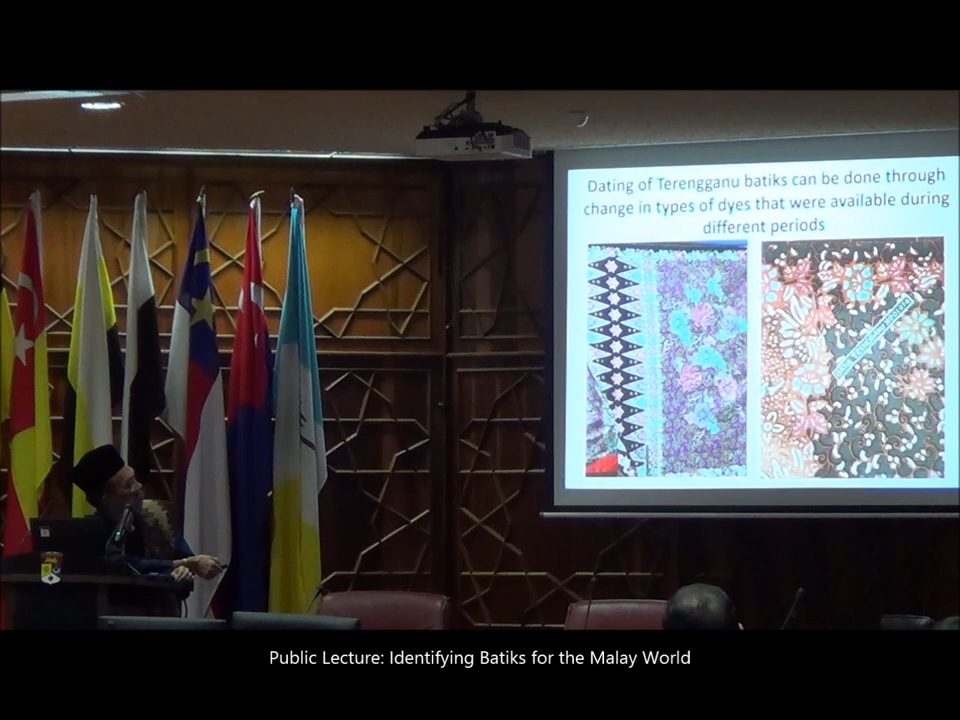 Dating of Terengganu batiks can be done through
change in types of dyes that were available during
different periods
Public Lecture: Identifying Batiks for the Malay World